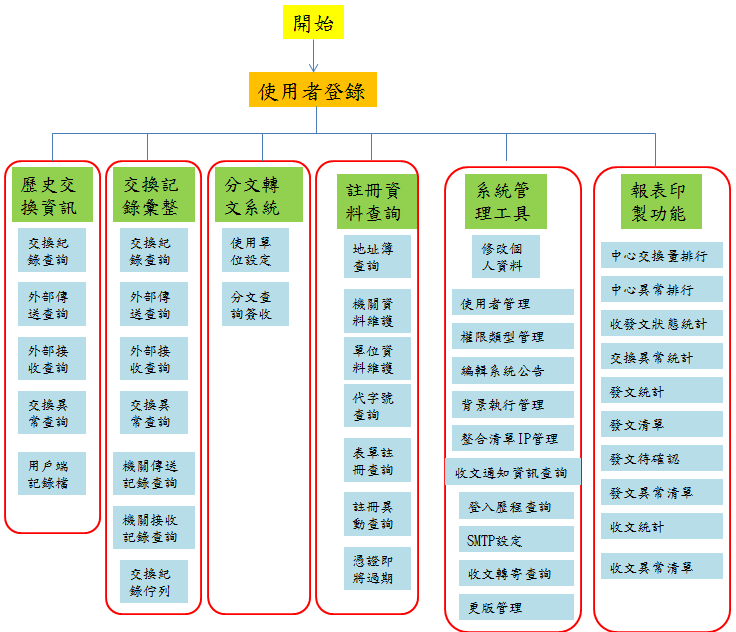 開始
使用者登錄
歷史交
換資訊
交換紀
錄查詢
外部傳
送查詢
外部接
收查詢
交換異
常查詢
用戶端
記錄檔
交換記
錄彙整
交換紀
錄查詢
外部傳
送查詢
外部接
收查詢
交換異
常查詢
機關傳送
記錄查詢
機關接收
記錄查詢
交換紀
錄佇列
分文轉
文系統
使用單
位設定
分文查
詢簽收
註冊資
料查詢
地址簿
查詢
機關資
料維護
單位資
料維護
代字號
查詢
表單註
冊查詢
註冊異
動查詢
憑證即
將過期
系統管
理工具
修改個
人資料
使用者管理
權限類型管理
編輯系統公告
背景執行管理
整合清單IP管理
收文通知資訊查詢
登入歷程查詢
SMTP設定
收文轉寄查詢
更版管理
報表印
製功能
中心交換量排行
中心異常排行
收發文狀態統計
交換異常統計
發文統計
發文清單
發文待確認
發文異常清單
收文統計
收文異常清單